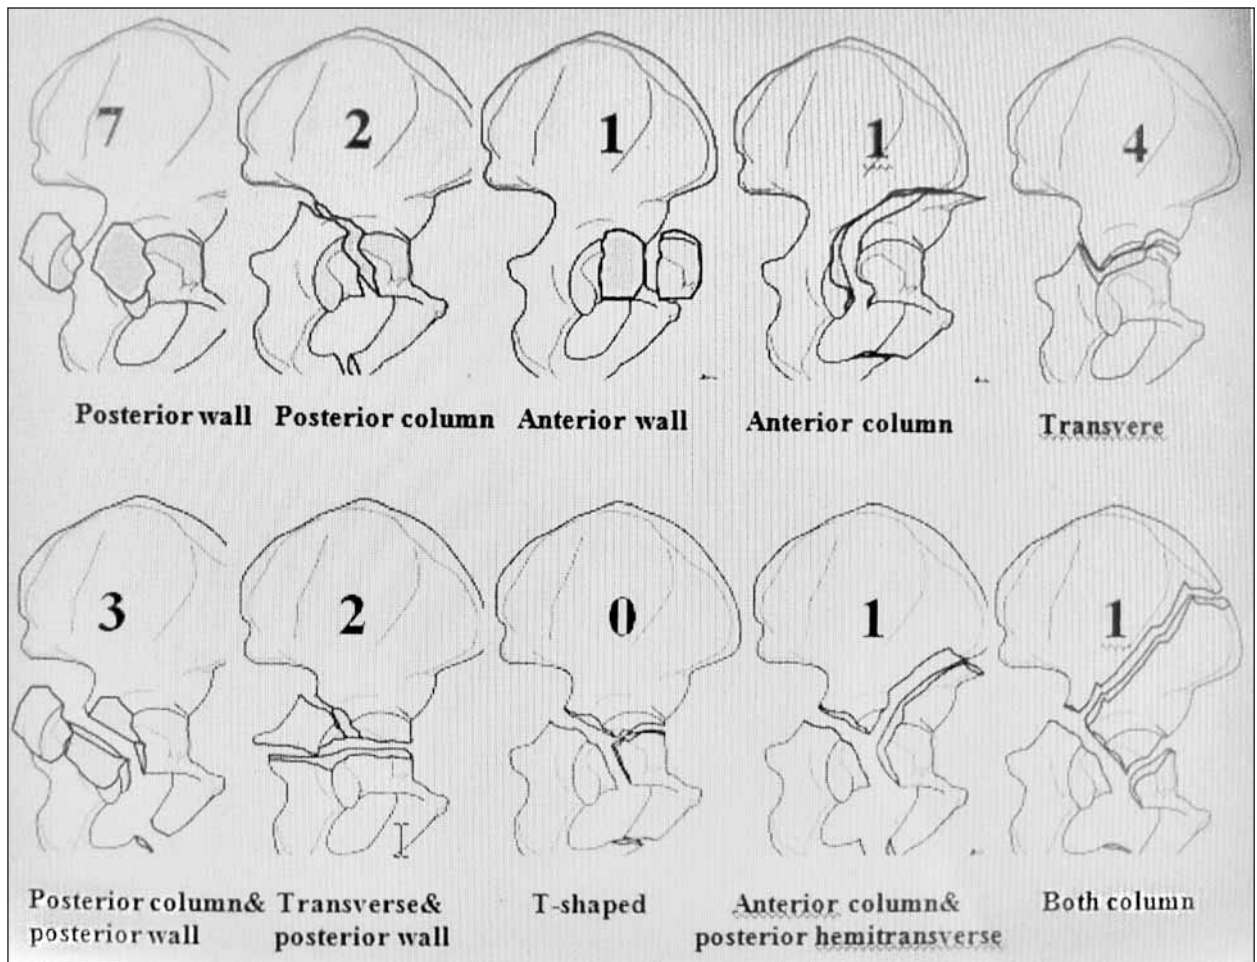 7 2 1 1 4
Posterior wall Posterior column Anterior wall Anterior column Transvere
3 2 0 1 1
Posterior column& Transverse& T-shaped Anterior column& Both column
posterior wall posterior wall posterior hemitransverse